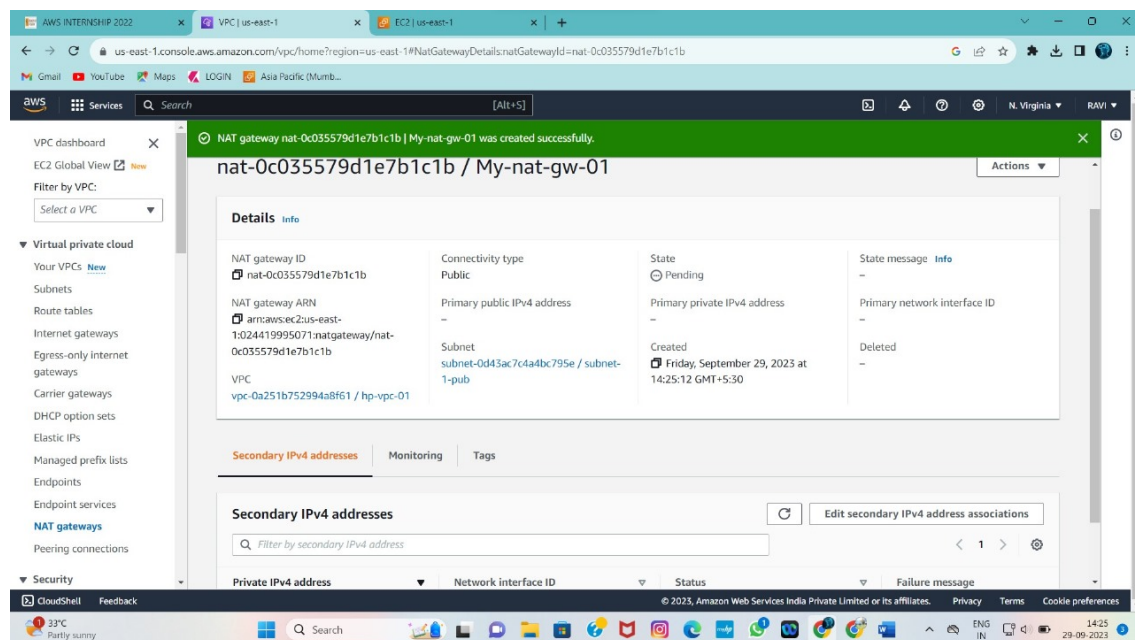 AWS INTERNSHIP 2022
VPC | us-east-1
EC2 | us-east-1
us-east-1.console.aws.amazon.com/vpc/home?region=us-east-1#NatGatewayDetails:natGatewayId=nat-0c035579d1e7b1c1b
Gmail YouTube Maps LOGIN Asia Pacific (Mumb...
aws Services Search [Alt+S] N. Virginia ▼ RAVI ▼
NAT gateway nat-0c035579d1e7b1c1b | My-nat-gw-01 was created successfully.
VPC dashboard
EC2 Global View New
Filter by VPC:
Select a VPC
Virtual private cloud
Your VPCs New
Subnets
Route tables
Internet gateways
Egress-only internet
gateways
Carrier gateways
DHCP option sets
Elastic IPs
Managed prefix lists
Endpoints
Endpoint services
NAT gateways
Peering connections
Security
nat-0c035579d1e7b1c1b / My-nat-gw-01
Actions ▼
Details Info
NAT gateway ID
nat-0c035579d1e7b1c1b
NAT gateway ARN
arn:aws:ec2:us-east-
1:024419995071:natgateway/nat-
0c035579d1e7b1c1b
VPC
vpc-0a251b752994a8f61 / hp-vpc-01
Connectivity type
Public
Primary public IPv4 address
–
Subnet
subnet-0d43ac7c4a4bc795e / subnet-
1-pub
State
Pending
Primary private IPv4 address
–
Created
Friday, September 29, 2023 at
14:25:12 GMT+5:30
State message Info
–
Primary network interface ID
–
Deleted
–
Secondary IPv4 addresses Monitoring Tags
Secondary IPv4 addresses
Edit secondary IPv4 address associations
Filter by secondary IPv4 address
1
Private IPv4 address Network interface ID Status Failure message
CloudShell Feedback © 2023, Amazon Web Services India Private Limited or its affiliates. Privacy Terms Cookie preferences
33°C
Partly sunny
Search
ENG
IN
14:25
29-09-2023